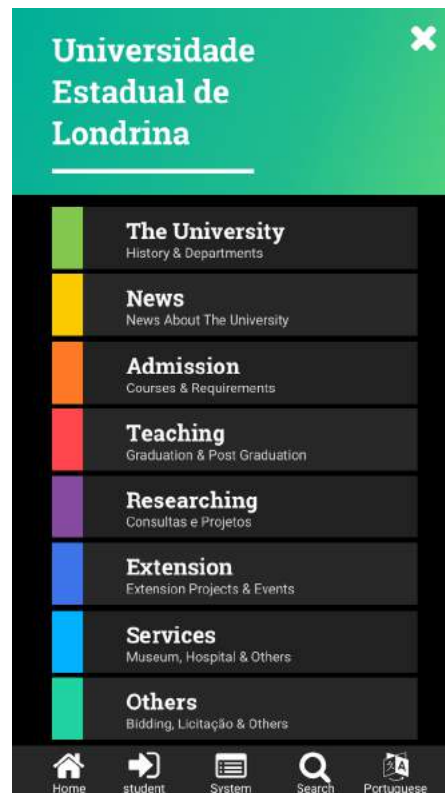 Universidade
Estadual de
Londrina
The University
History & Departments
News
News About The University
Admission
Courses & Requirements
Teaching
Graduation & Post Graduation
Researching
Consultas e Projetos
Extension
Extension Projects & Events
Services
Museum, Hospital & Others
Others
Bidding, Licitação & Others
Home student System Search Portuguese